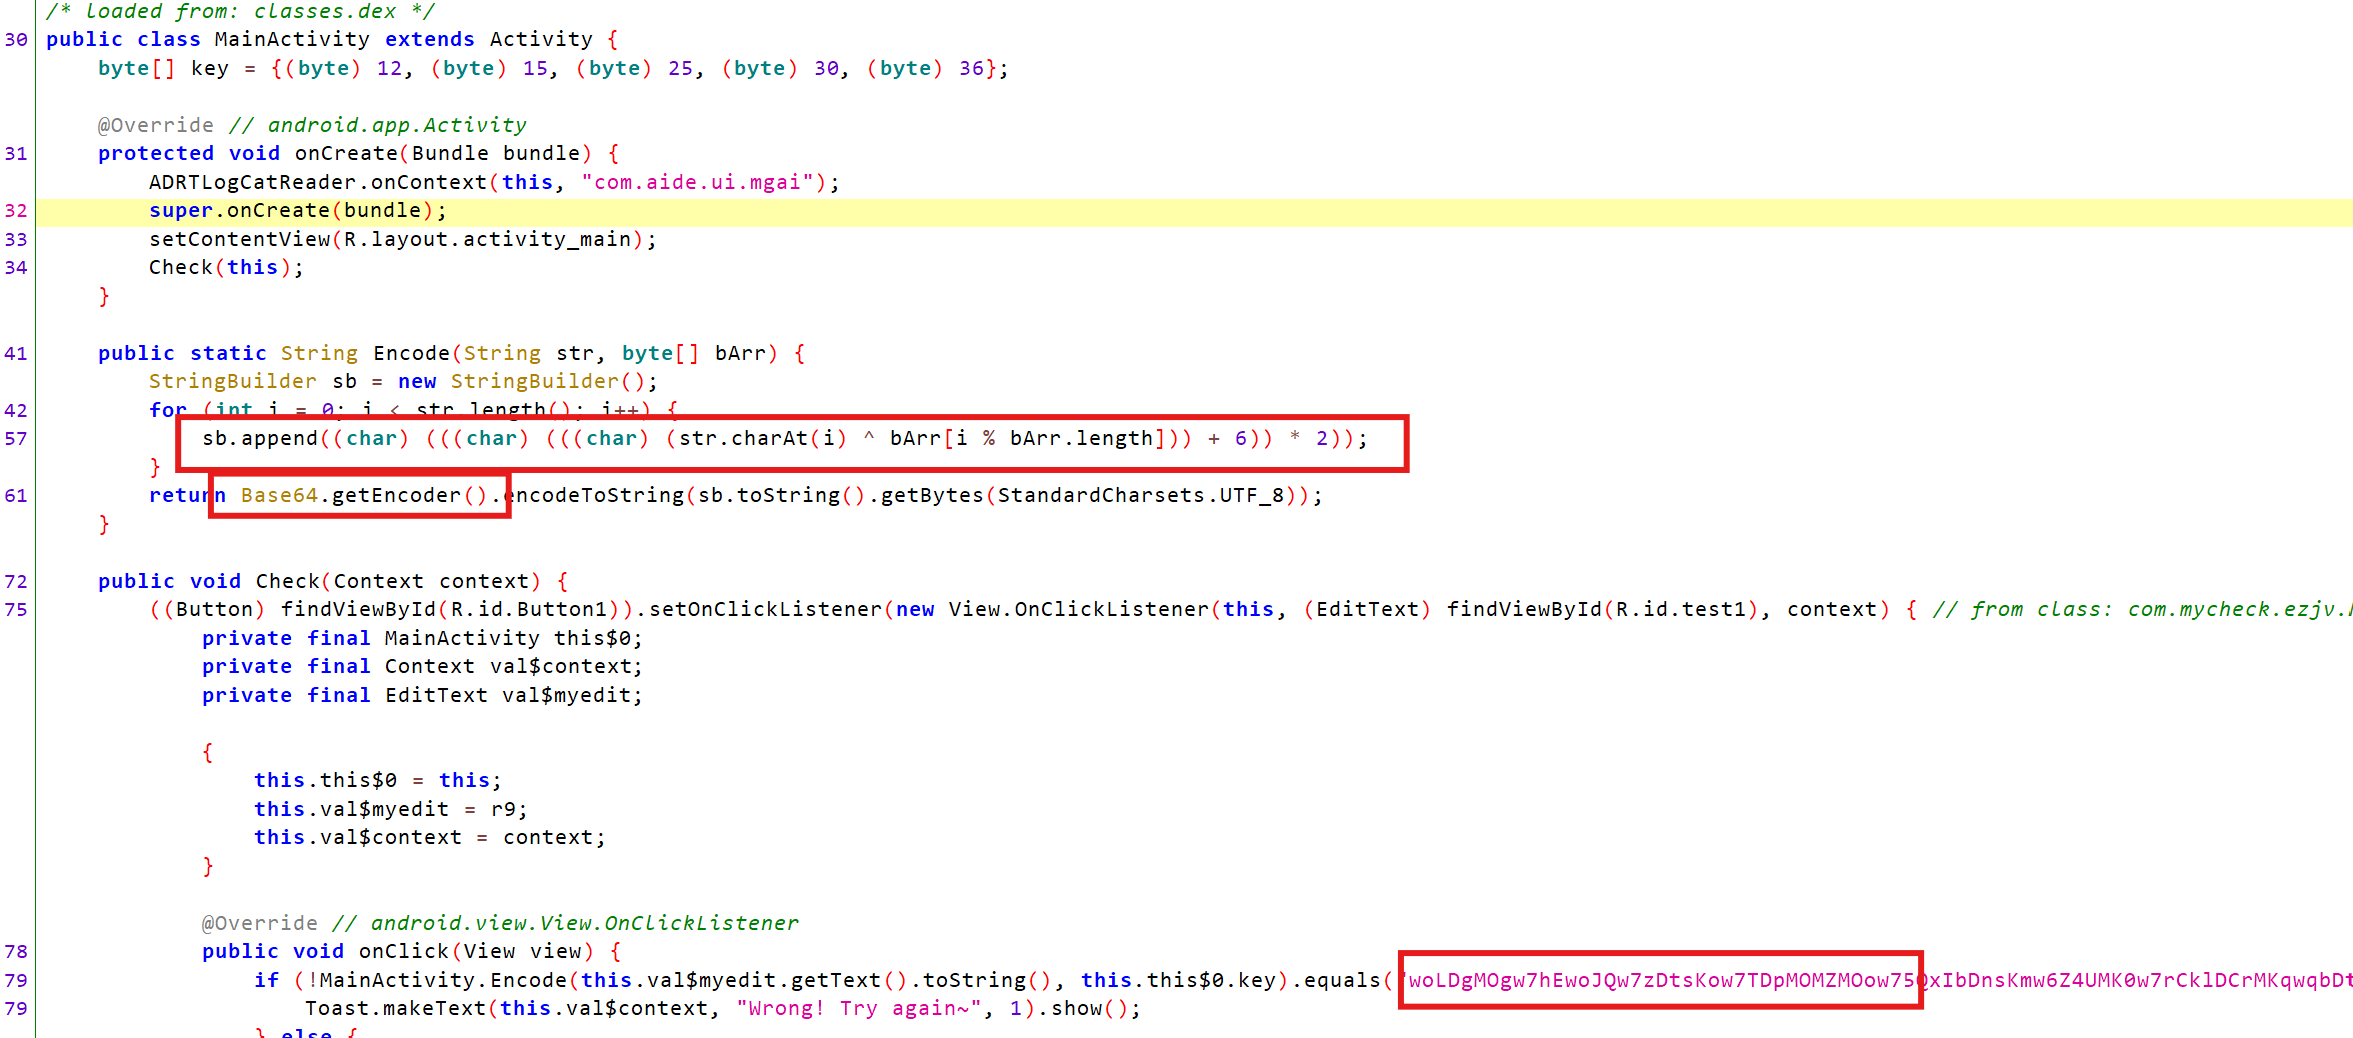 /* loaded from: classes.dex */
30 public class MainActivity extends Activity {
byte[] key = {(byte) 12, (byte) 15, (byte) 25, (byte) 30, (byte) 36};
@Override // android.app.Activity
31 protected void onCreate(Bundle bundle) {
ADRTLogCatReader.onContext(this, "com.aide.ui.mgai");
32 super.onCreate(bundle);
33 setContentView(R.layout.activity_main);
34 Check(this);
}
41 public static String Encode(String str, byte[] bArr) {
StringBuilder sb = new StringBuilder();
42 for (int i = 0; i < str.length(); i++) {
57 sb.append((char) (((char) (((char) (str.charAt(i) ^ bArr[i % bArr.length])) + 6)) * 2));
}
61 return Base64.getEncoder().encodeToString(sb.toString().getBytes(StandardCharsets.UTF_8));
}
72 public void Check(Context context) {
75 ((Button) findViewById(R.id.Button1)).setOnClickListener(new View.OnClickListener(this, (EditText) findViewById(R.id.test1), context) { // from class: com.mycheck.ezjv.
private final MainActivity this$0;
private final Context val$context;
private final EditText val$myedit;
{
this.this$0 = this;
this.val$myedit = r9;
this.val$context = context;
}
@Override // android.view.View.OnClickListener
78 public void onClick(View view) {
79 if (!MainActivity.Encode(this.val$myedit.getText().toString(), this.this$0.key).equals("woLDgMOgw7hEwoJQw7zDtsKow7TDpMOMZMOow75QxIbDnsKmw6Z4UMK0w7rCklDCrMKqwqbDt
79 Toast.makeText(this.val$context, "Wrong! Try again~", 1).show();
} else {